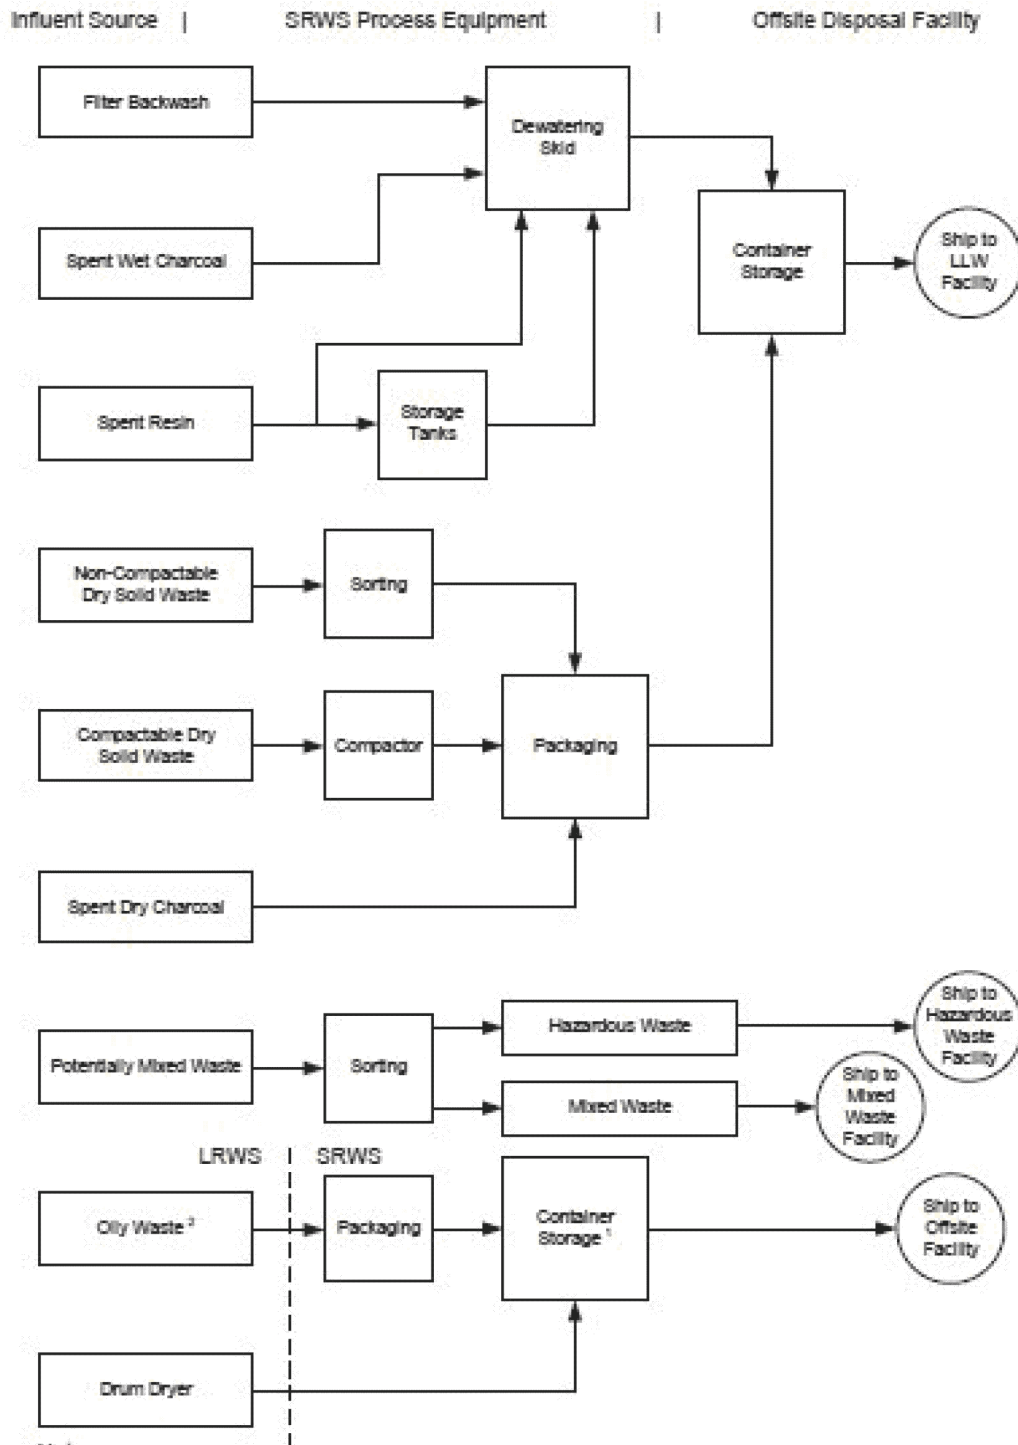 Influent Source | SRWS Process Equipment | Offsite Disposal Facility
Filter Backwash
Dewatering
Skid
Spent Wet Charcoal
Container
Storage
Ship to
LLW
Facility
Spent Resin
Storage
Tanks
Non-Compactable
Dry Solid Waste
Sorting
Compactable Dry
Solid Waste
Compactor
Packaging
Spent Dry Charcoal
Potentially Mixed Waste
Sorting
Hazardous Waste
Ship to
Hazardous
Waste
Facility
Mixed Waste
Ship to
Mixed
Waste
Facility
LRWS | SRWS
Oily Waste 2
Packaging
Container
Storage 1
Ship to
Offsite
Facility
Drum Dryer